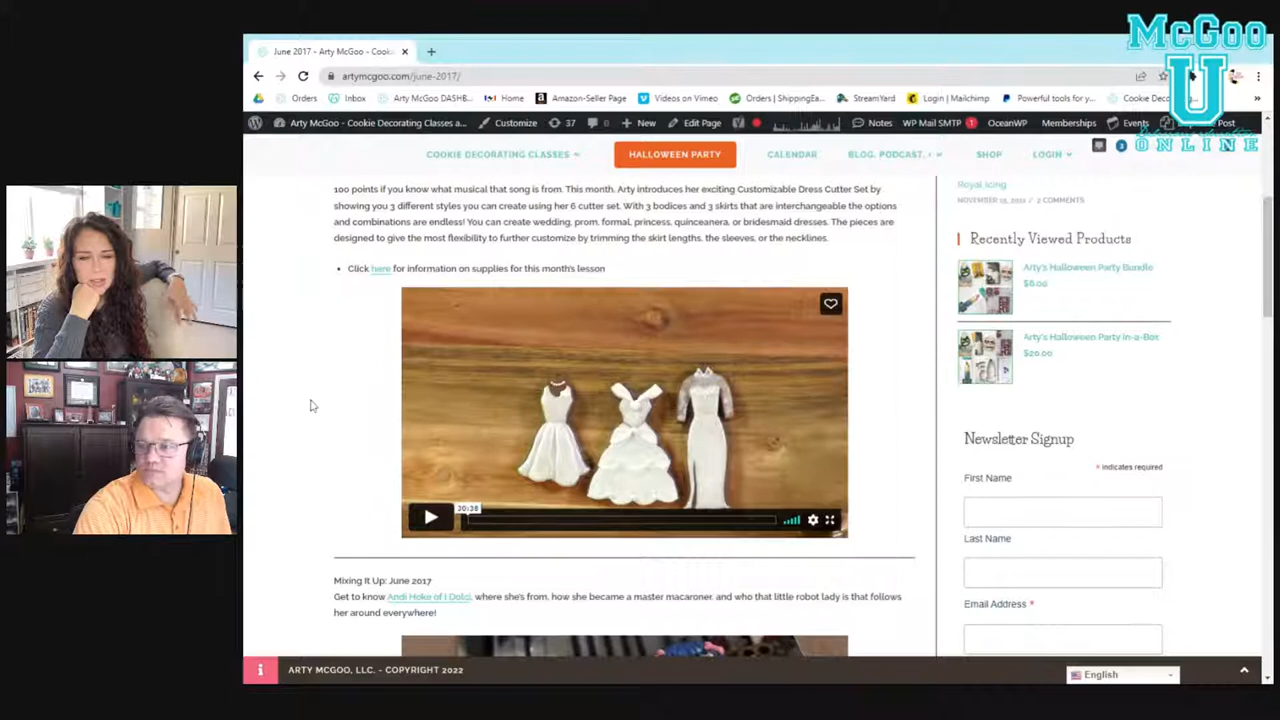 McGoo
U
ONLINE
June 2017 - Arty McGoo - Cooki
artymcgoo.com/june-2017/
Orders
Inbox
Arty McGoo DASHB...
Home
Amazon-Seller Page
Videos on Vimeo
Orders | ShippingEa...
StreamYard
Login | Mailchimp
Powerful tools for y...
Cookie Deco
Arty McGoo - Cookie Decorating Classes a...
Customize
37
0
New
Edit Page
Notes
WP Mail SMTP 1
OceanWP
Memberships
Events
Post
COOKIE DECORATING CLASSES
HALLOWEEN PARTY
CALENDAR
BLOG, PODCAST, +
SHOP
LOGIN
3
100 points if you know what musical that song is from. This month, Arty introduces her exciting Customizable Dress Cutter Set by
showing you 3 different styles you can create using her 6 cutter set. With 3 bodices and 3 skirts that are interchangeable the options
and combinations are endless! You can create wedding, prom, formal, princess, quinceanera, or bridesmaid dresses. The pieces are
designed to give the most flexibility to further customize by trimming the skirt lengths, the sleeves, or the necklines.
Click here for information on supplies for this month's lesson
30:38
Mixing It Up: June 2017
Get to know Andi Hoke of I Dolci, where she's from, how she became a master macaroner, and who that little robot lady is that follows
her around everywhere!
Royal Icing
2 COMMENTS
Recently Viewed Products
Arty's Halloween Party Bundle
$6.00
Arty's Halloween Party In-a-Box
$20.00
Newsletter Signup
* indicates required
First Name
Last Name
Email Address *
ARTY MCGOO, LLC. - COPYRIGHT 2022
English